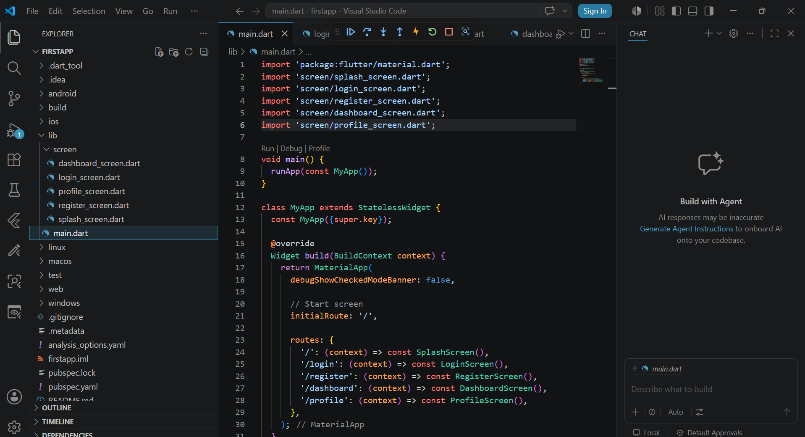 File Edit Selection View Go Run ···
main.dart - firstapp - Visual Studio Code
Sign In
EXPLORER
FIRSTAPP
.dart_tool
.idea
android
build
ios
lib
screen
dashboard_screen.dart
login_screen.dart
profile_screen.dart
register_screen.dart
splash_screen.dart
main.dart
linux
macos
test
web
windows
.gitignore
.metadata
analysis_options.yaml
firstapp.iml
pubspec.lock
pubspec.yaml
README.md
OUTLINE
TIMELINE
DEPENDENCIES
1
main.dart
login
art
dashboa
lib > main.dart > ...
1 import 'package:flutter/material.dart';
2 import 'screen/splash_screen.dart';
3 import 'screen/login_screen.dart';
4 import 'screen/register_screen.dart';
5 import 'screen/dashboard_screen.dart';
6 import 'screen/profile_screen.dart';
7
Run | Debug | Profile
8 void main() {
9 runApp(const MyApp());
10 }
11
12 class MyApp extends StatelessWidget {
13 const MyApp({super.key});
14
15 @override
16 Widget build(BuildContext context) {
17 return MaterialApp(
18 debugShowCheckedModeBanner: false,
19
20 // Start screen
21 initialRoute: '/',
22
23 routes: {
24 '/': (context) => const SplashScreen(),
25 '/login': (context) => const LoginScreen(),
26 '/register': (context) => const RegisterScreen(),
27 '/dashboard': (context) => const DashboardScreen(),
28 '/profile': (context) => const ProfileScreen(),
29 },
30 ); // MaterialApp
31 }
CHAT
Build with Agent
AI responses may be inaccurate
Generate Agent Instructions to onboard AI
onto your codebase.
main.dart
Describe what to build
Auto
Local
Default Approvals